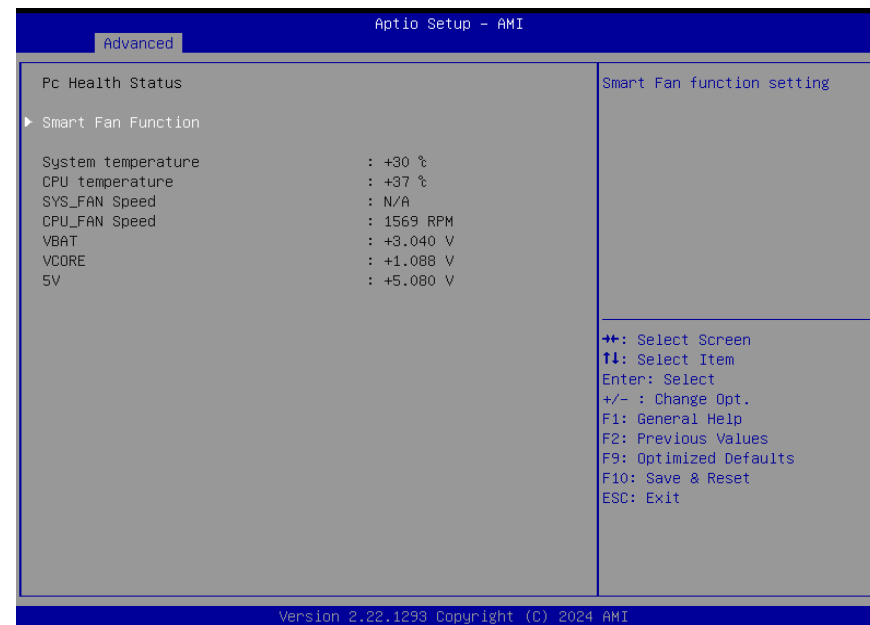 Aptio Setup – AMI
Advanced
Pc Health Status
▶ Smart Fan Function
System temperature : +30 ℃
CPU temperature : +37 ℃
SYS_FAN Speed : N/A
CPU_FAN Speed : 1569 RPM
VBAT : +3.040 V
VCORE : +1.088 V
5V : +5.080 V
Smart Fan function setting
→←: Select Screen
↑↓: Select Item
Enter: Select
+/- : Change Opt.
F1: General Help
F2: Previous Values
F9: Optimized Defaults
F10: Save & Reset
ESC: Exit
Version 2.22.1293 Copyright (C) 2024 AMI